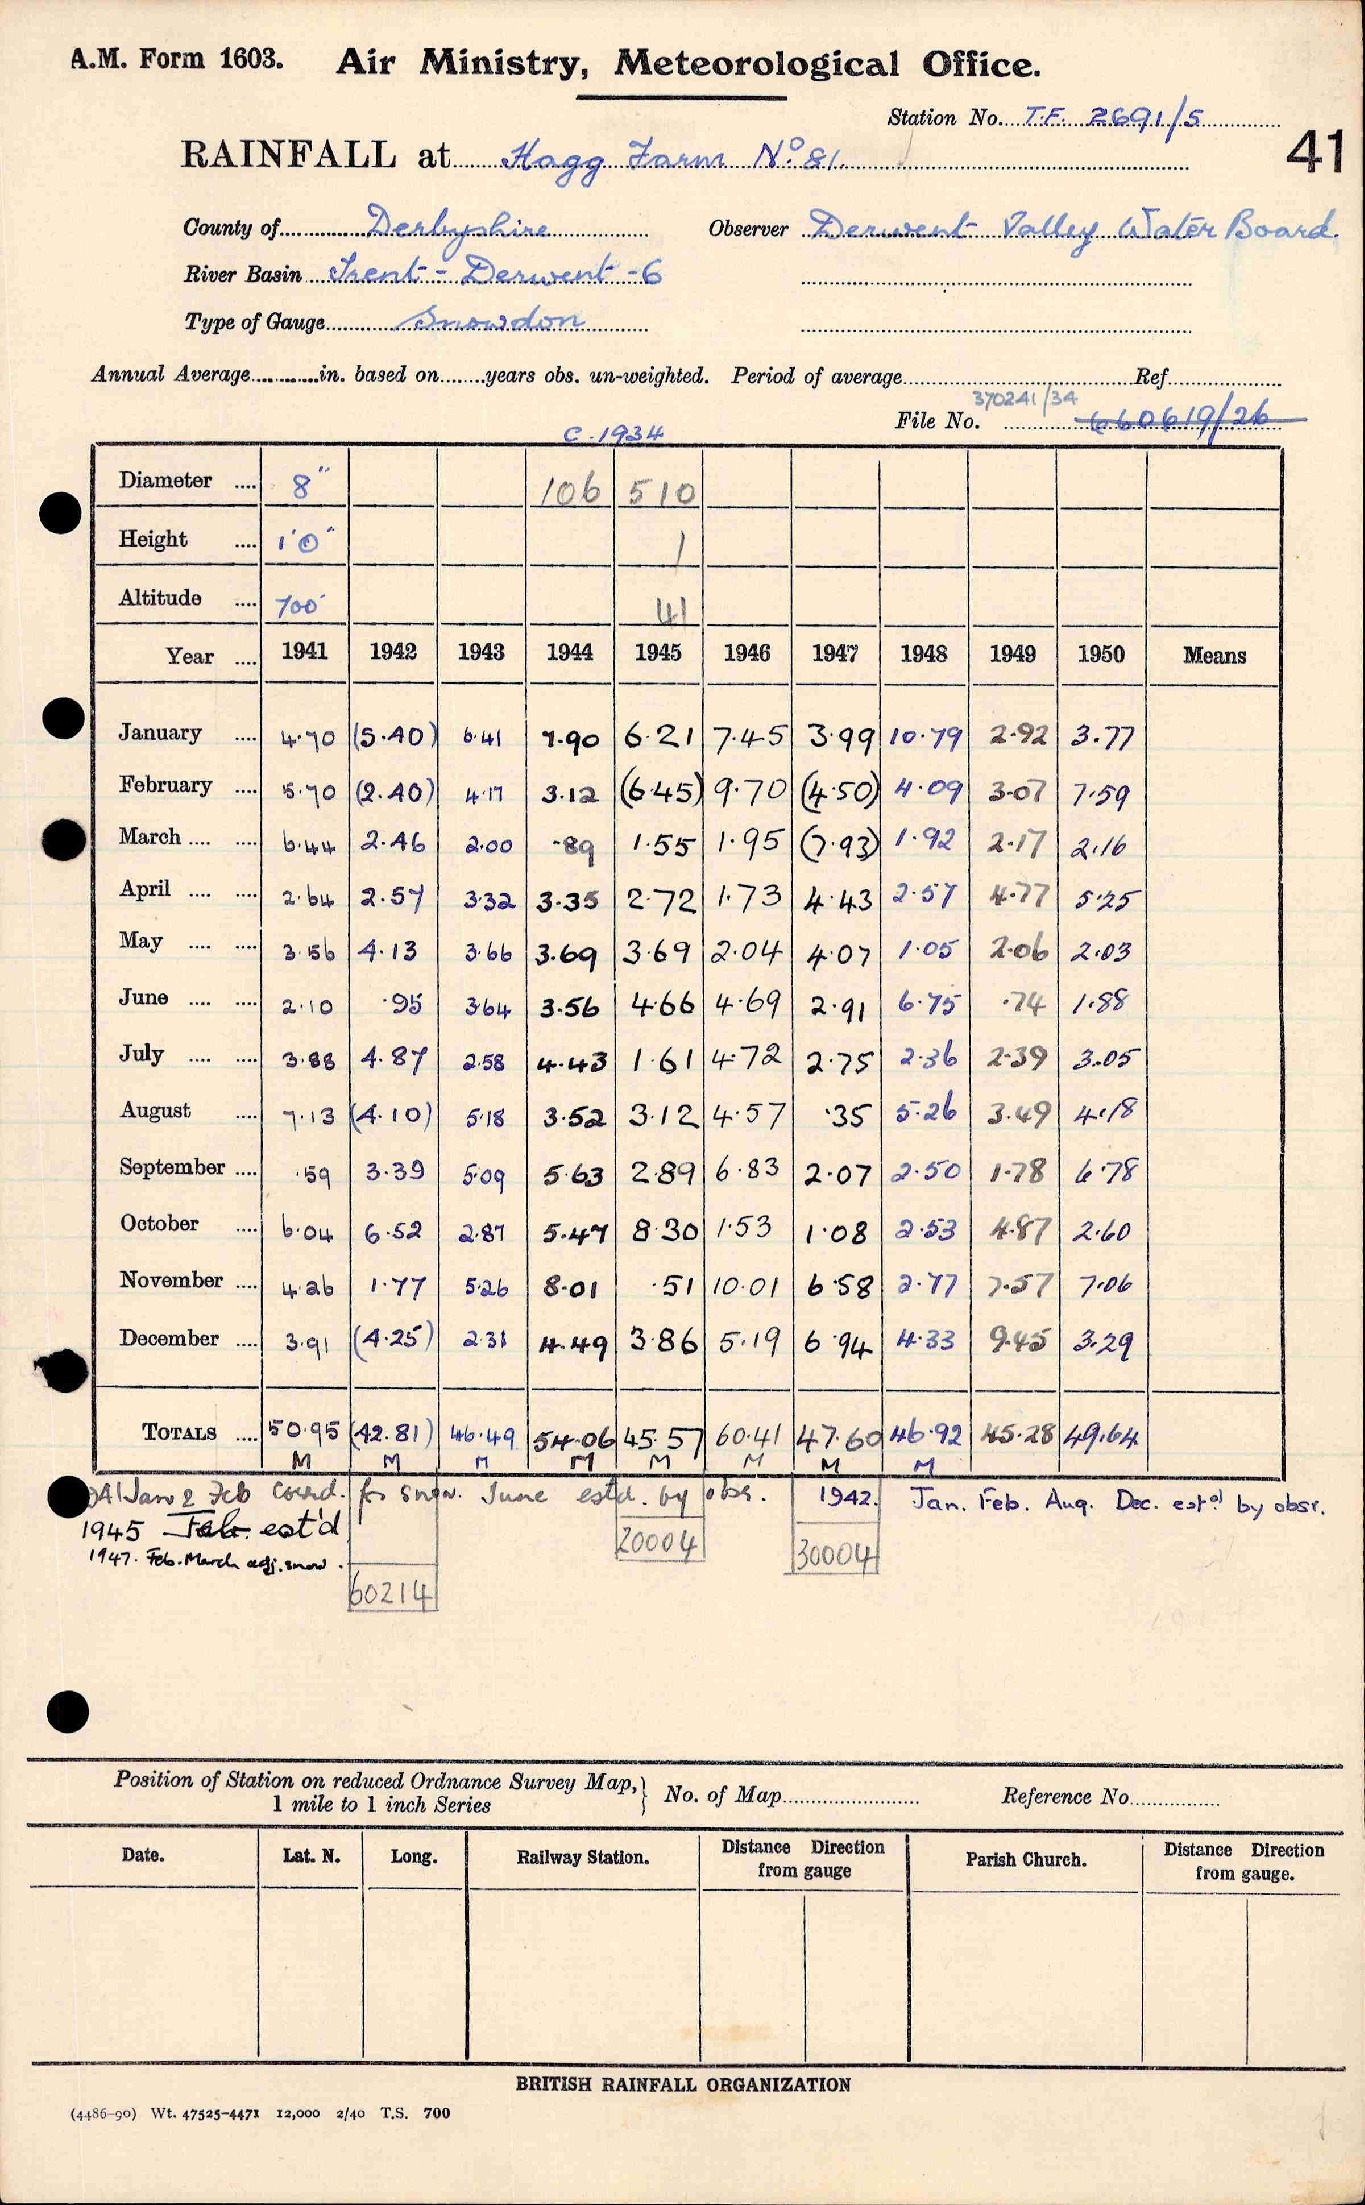 A.M. Form 1603. Air Ministry, Meteorological Office.
Station No. T.F. 2691/5
RAINFALL at Hagg Farm No. 81. 41
County of Derbyshire Observer Derwent Valley Water Board.
River Basin Trent - Derwent - 6
Type of Gauge Snowdon
Annual Average............in. based on........years obs. un-weighted. Period of average.......... Ref..........
370241/34
File No. 660619/26
C. 1934
Diameter .... 8" 106 510
Height .... 1'0" 1
Altitude .... 700' 41
Year .... 1941 1942 1943 1944 1945 1946 1947 1948 1949 1950 Means
January .... 4.70 (5.40) 6.41 7.90 6.21 7.45 3.99 10.79 2.92 3.77
February .... 5.70 (2.40) 4.17 3.12 (6.45) 9.70 (4.50) 4.09 3.07 7.59
March .... .... 6.44 2.46 2.00 .89 1.55 1.95 (7.93) 1.92 2.17 2.16
April .... .... 2.64 2.57 3.32 3.35 2.72 1.73 4.43 2.57 4.77 5.25
May .... .... 3.56 4.13 3.66 3.69 3.69 2.04 4.07 1.05 2.06 2.03
June .... .... 2.10 .95 3.64 3.56 4.66 4.69 2.91 6.75 .74 1.88
July .... .... 3.88 4.87 2.58 4.43 1.61 4.72 2.75 2.36 2.39 3.05
August .... 7.13 (4.10) 5.18 3.52 3.12 4.57 .35 5.26 3.49 4.18
September .... .59 3.39 5.09 5.63 2.89 6.83 2.07 2.50 1.78 6.78
October .... 6.04 6.52 2.87 5.47 8.30 1.53 1.08 2.53 4.87 2.60
November .... 4.26 1.77 5.26 8.01 .51 10.01 6.58 2.77 7.57 7.06
December .... 3.91 (4.25) 2.31 4.49 3.86 5.19 6.94 4.33 9.45 3.29
TOTALS .... 50.95 (42.81) 46.49 54.06 45.57 60.41 47.60 46.92 45.28 49.64
M M M M M M M M
41 Jan & Feb corrd. for snow. June estd. by obsr. 1942. Jan. Feb. Aug. Dec. estd by obsr.
1945 Feb. est'd
1947. Feb. March adj. snow.
20004 30004
60214
Position of Station on reduced Ordnance Survey Map, 1 mile to 1 inch Series } No. of Map.......... Reference No..........
Date. Lat. N. Long. Railway Station. Distance Direction from gauge Parish Church. Distance Direction from gauge.
BRITISH RAINFALL ORGANIZATION
(4486-90) Wt. 47525-4471 12,000 2/40 T.S. 700